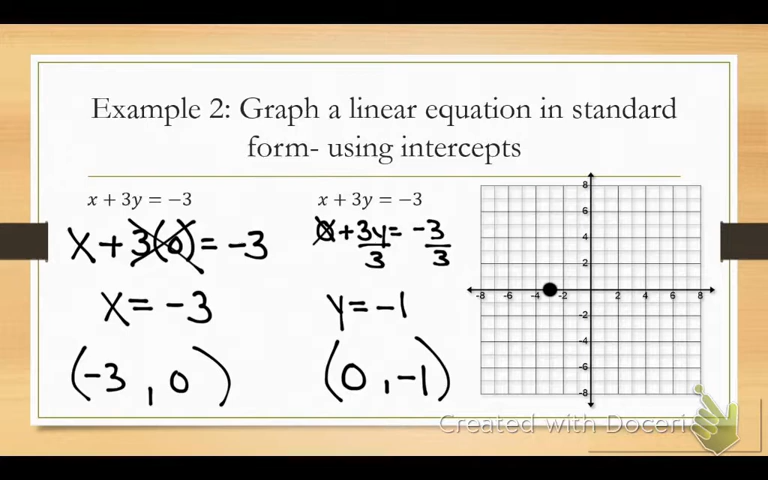 Example 2: Graph a linear equation in standard
form- using intercepts
x + 3y = −3
x + 3(0) = -3
x = -3
(-3, 0)
x + 3y = −3
0 + 3y/3 = -3/3
y = -1
(0, -1)
8
6
4
2
-8 -6 -4 -2 2 4 6 8
-2
-4
-6
-8
Created with Doceri